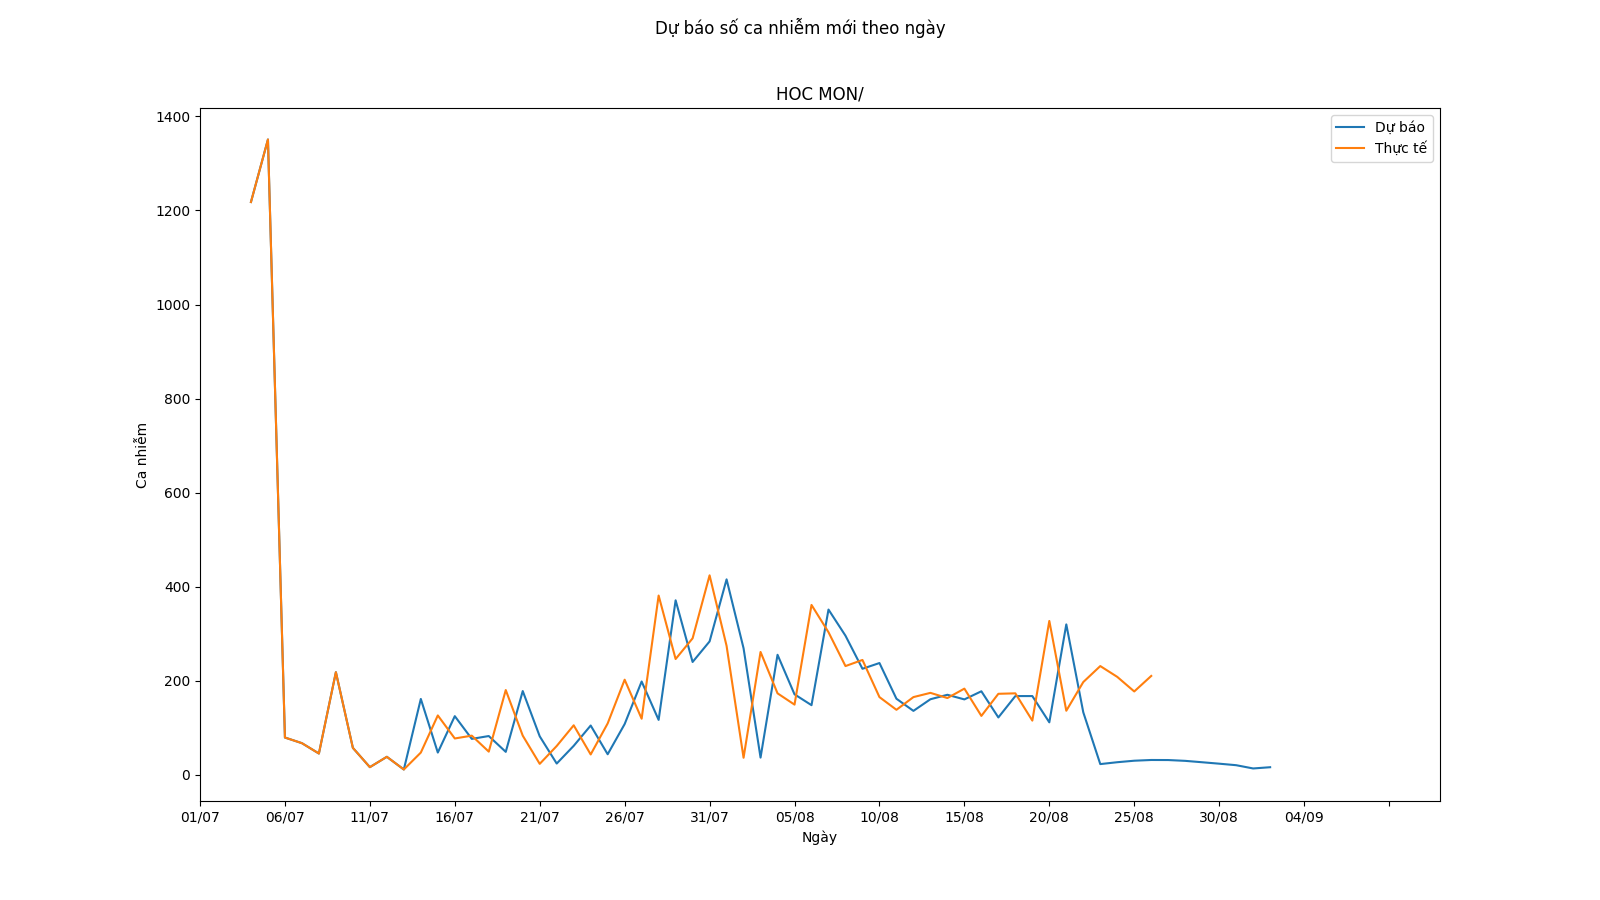 Dự báo số ca nhiễm mới theo ngày
HOC MON/
Dự báo
Thực tế
1400
1200
1000
800
600
400
200
0
Ca nhiễm
01/07 06/07 11/07 16/07 21/07 26/07 31/07 05/08 10/08 15/08 20/08 25/08 30/08 04/09
Ngày